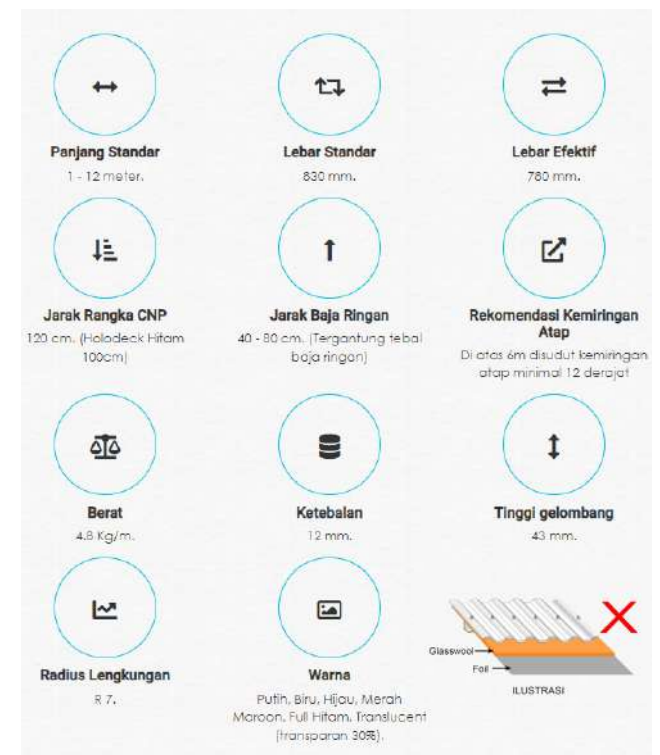 Panjang Standar
1 - 12 meter.
Lebar Standar
830 mm.
Lebar Efektif
780 mm.
Jarak Rangka CNP
120 cm. (Holodeck Hitam
100cm)
Jarak Baja Ringan
40 - 80 cm. (Tergantung tebal
baja ringan)
Rekomendasi Kemiringan
Atap
Di atas 6m disudut kemiringan
atap minimal 12 derajat
Berat
4.8 Kg/m.
Ketebalan
12 mm.
Tinggi gelombang
43 mm.
Radius Lengkungan
R 7.
Warna
Putih, Biru, Hijau, Merah
Maroon, Full Hitam, Translucent
(transparan 30%).
Glasswool
Foil
ILUSTRASI